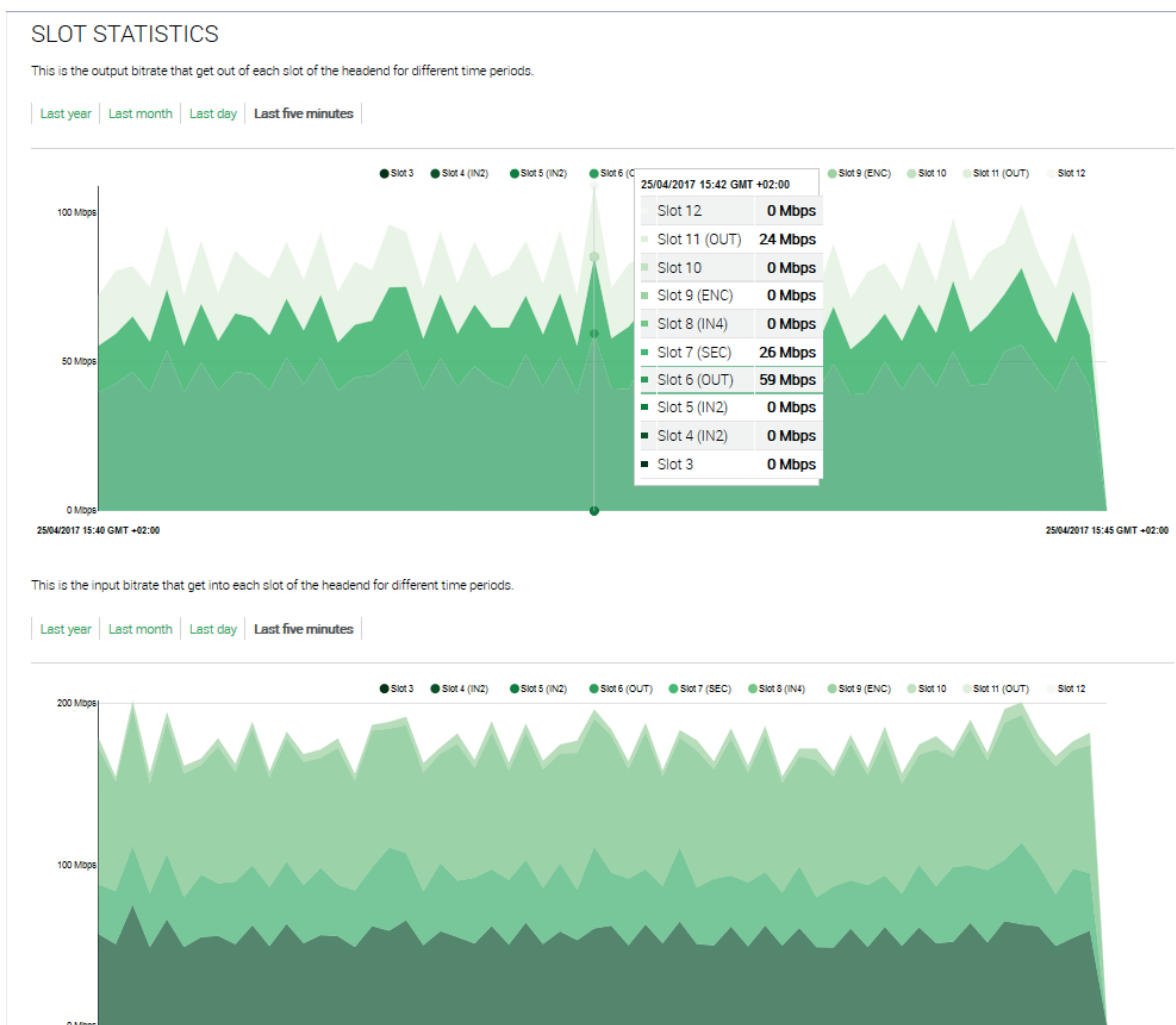 SLOT STATISTICS
This is the output bitrate that get out of each slot of the headend for different time periods.
Last year Last month Last day Last five minutes
Slot 3 Slot 4 (IN2) Slot 5 (IN2) Slot 6 (O Slot 9 (ENC) Slot 10 Slot 11 (OUT) Slot 12
25/04/2017 15:42 GMT +02:00
Slot 12 0 Mbps
Slot 11 (OUT) 24 Mbps
Slot 10 0 Mbps
Slot 9 (ENC) 0 Mbps
Slot 8 (IN4) 0 Mbps
Slot 7 (SEC) 26 Mbps
Slot 6 (OUT) 59 Mbps
Slot 5 (IN2) 0 Mbps
Slot 4 (IN2) 0 Mbps
Slot 3 0 Mbps
100 Mbps
50 Mbps
0 Mbps
25/04/2017 15:40 GMT +02:00 25/04/2017 15:45 GMT +02:00
This is the input bitrate that get into each slot of the headend for different time periods.
Last year Last month Last day Last five minutes
Slot 3 Slot 4 (IN2) Slot 5 (IN2) Slot 6 (OUT) Slot 7 (SEC) Slot 8 (IN4) Slot 9 (ENC) Slot 10 Slot 11 (OUT) Slot 12
200 Mbps
100 Mbps
0 Mbps